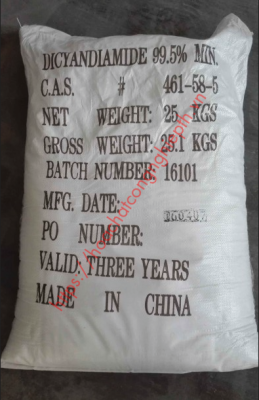 DICYANDIAMIDE 99.5% MIN.
C.A.S. # 461-58-5
NET WEIGHT: 25 KGS
GROSS WEIGHT: 25.1 KGS
BATCH NUMBER: 16101
MFG. DATE:
PO NUMBER:
VALID: THREE YEARS
MADE IN CHINA